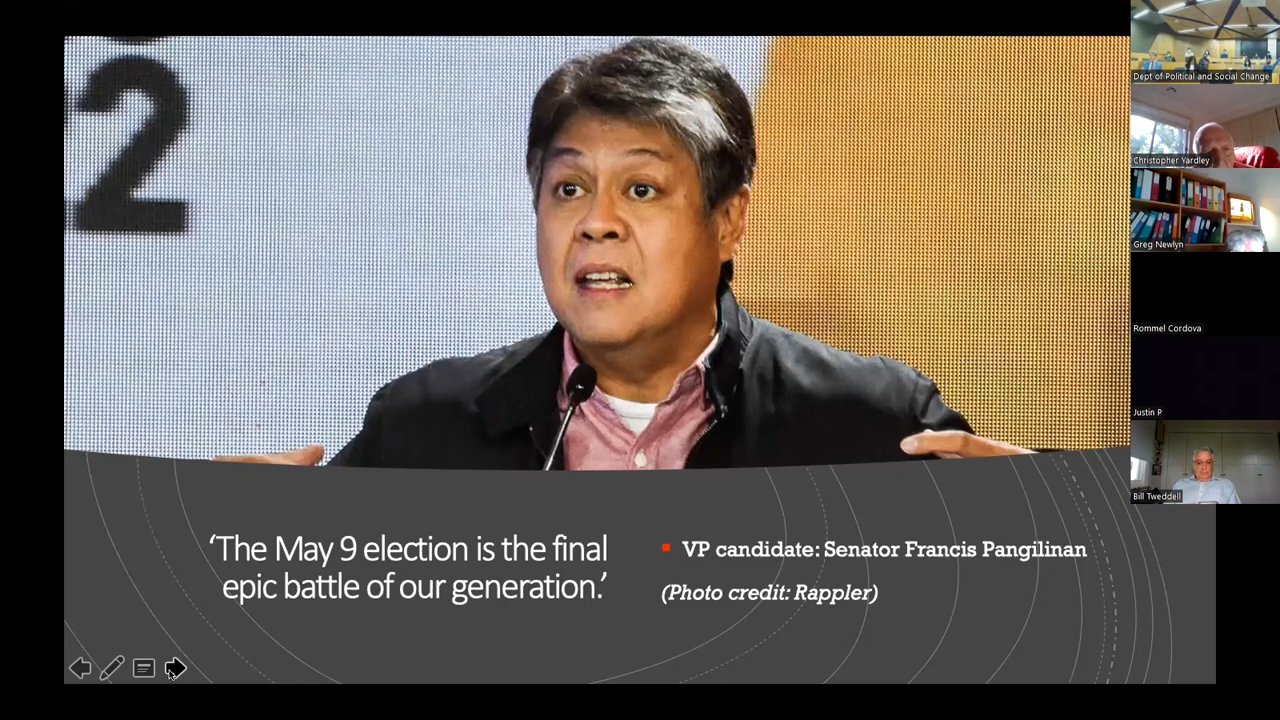 2
‘The May 9 election is the final
epic battle of our generation.’
VP candidate: Senator Francis Pangilinan
(Photo credit: Rappler)
Dept of Political and Social Change
Christopher Yardley
Greg Newlyn
Rommel Cordova
Justin P
Bill Tweddell